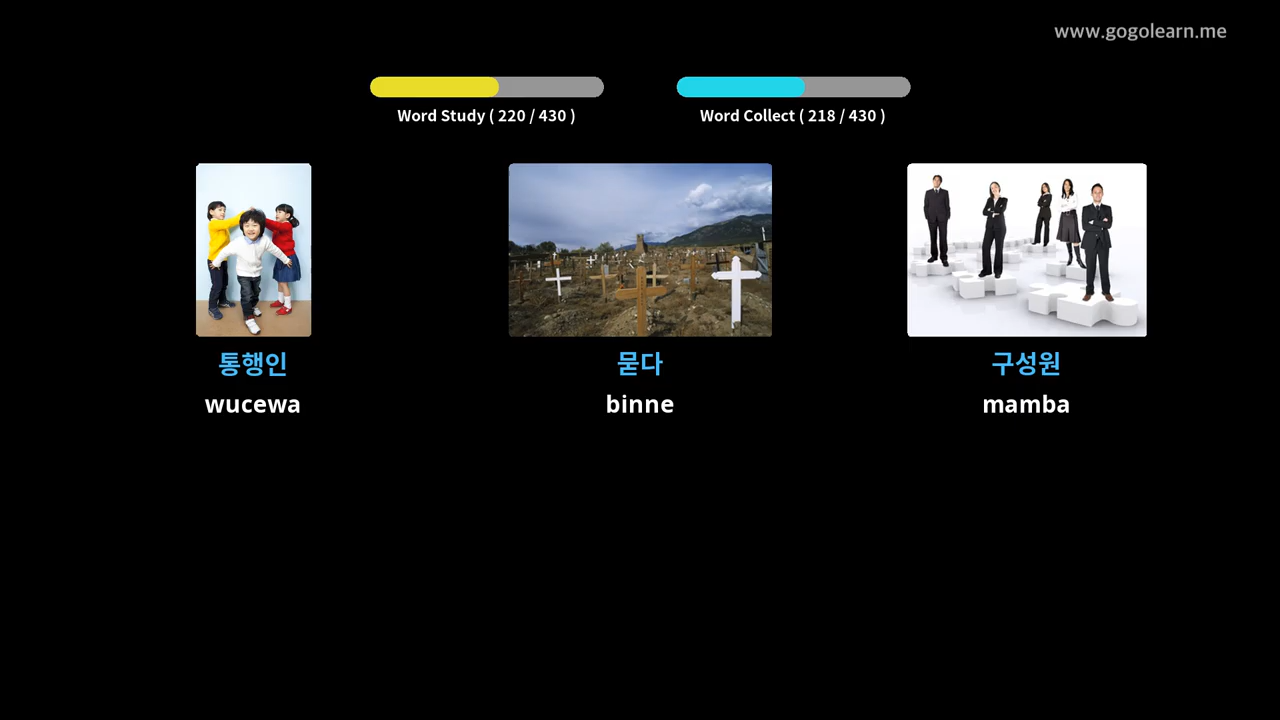 www.gogolearn.me
Word Study ( 220 / 430 )
Word Collect ( 218 / 430 )
통행인
묻다
구성원
wucewa
binne
mamba